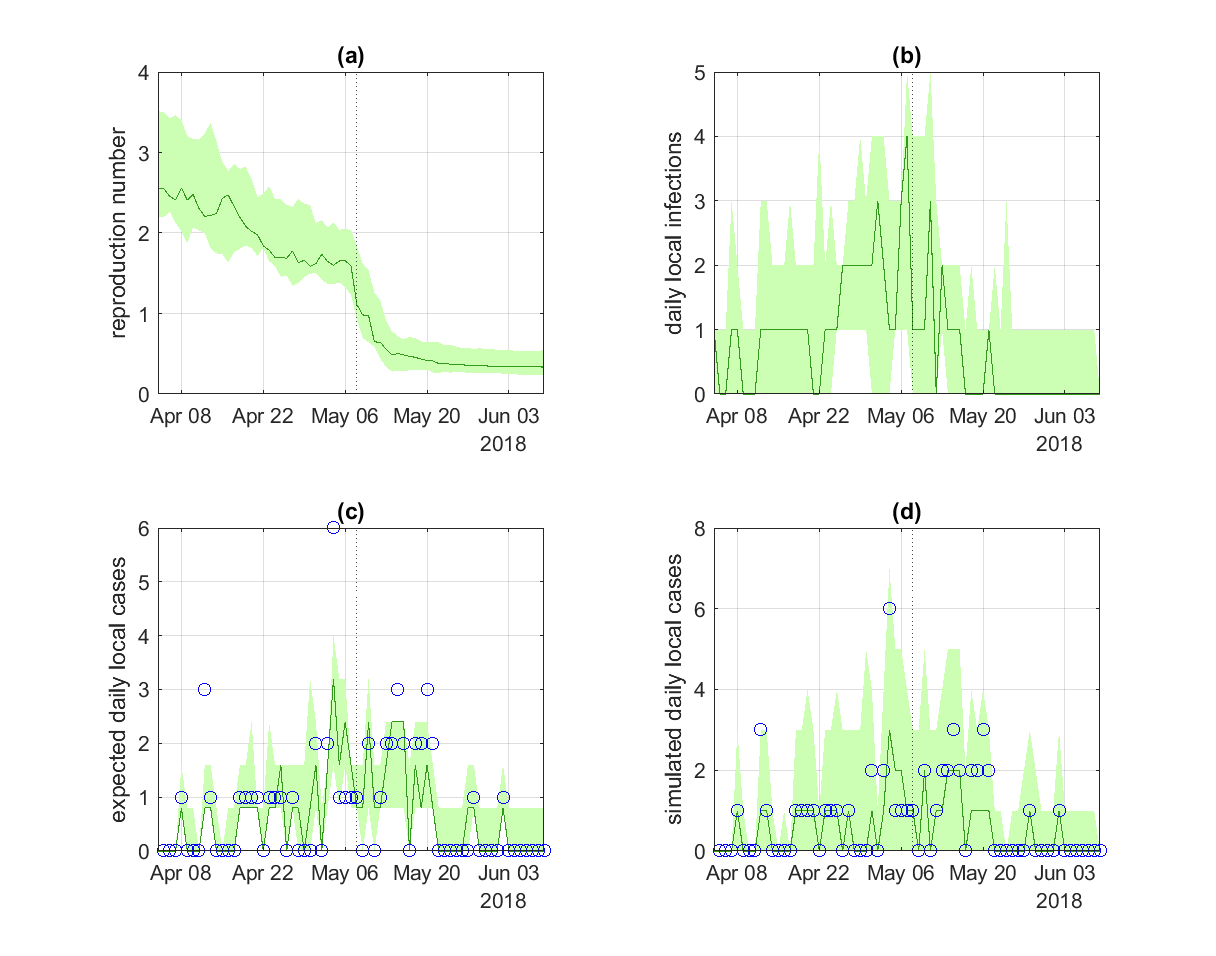 (a)
4
3
2
1
0
reproduction number
Apr 08 Apr 22 May 06 May 20 Jun 03
2018
(b)
5
4
3
2
1
0
daily local infections
Apr 08 Apr 22 May 06 May 20 Jun 03
2018
(c)
6
5
4
3
2
1
0
expected daily local cases
Apr 08 Apr 22 May 06 May 20 Jun 03
2018
(d)
8
6
4
2
0
simulated daily local cases
Apr 08 Apr 22 May 06 May 20 Jun 03
2018